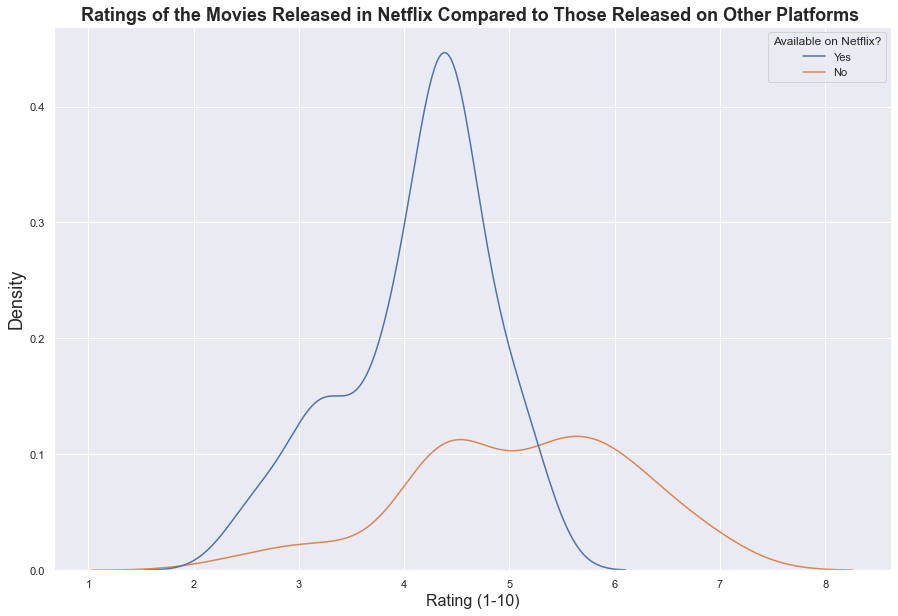 Ratings of the Movies Released in Netflix Compared to Those Released on Other Platforms
Available on Netflix?
Yes
No
Density
0.4
0.3
0.2
0.1
0.0
1 2 3 4 5 6 7 8
Rating (1-10)